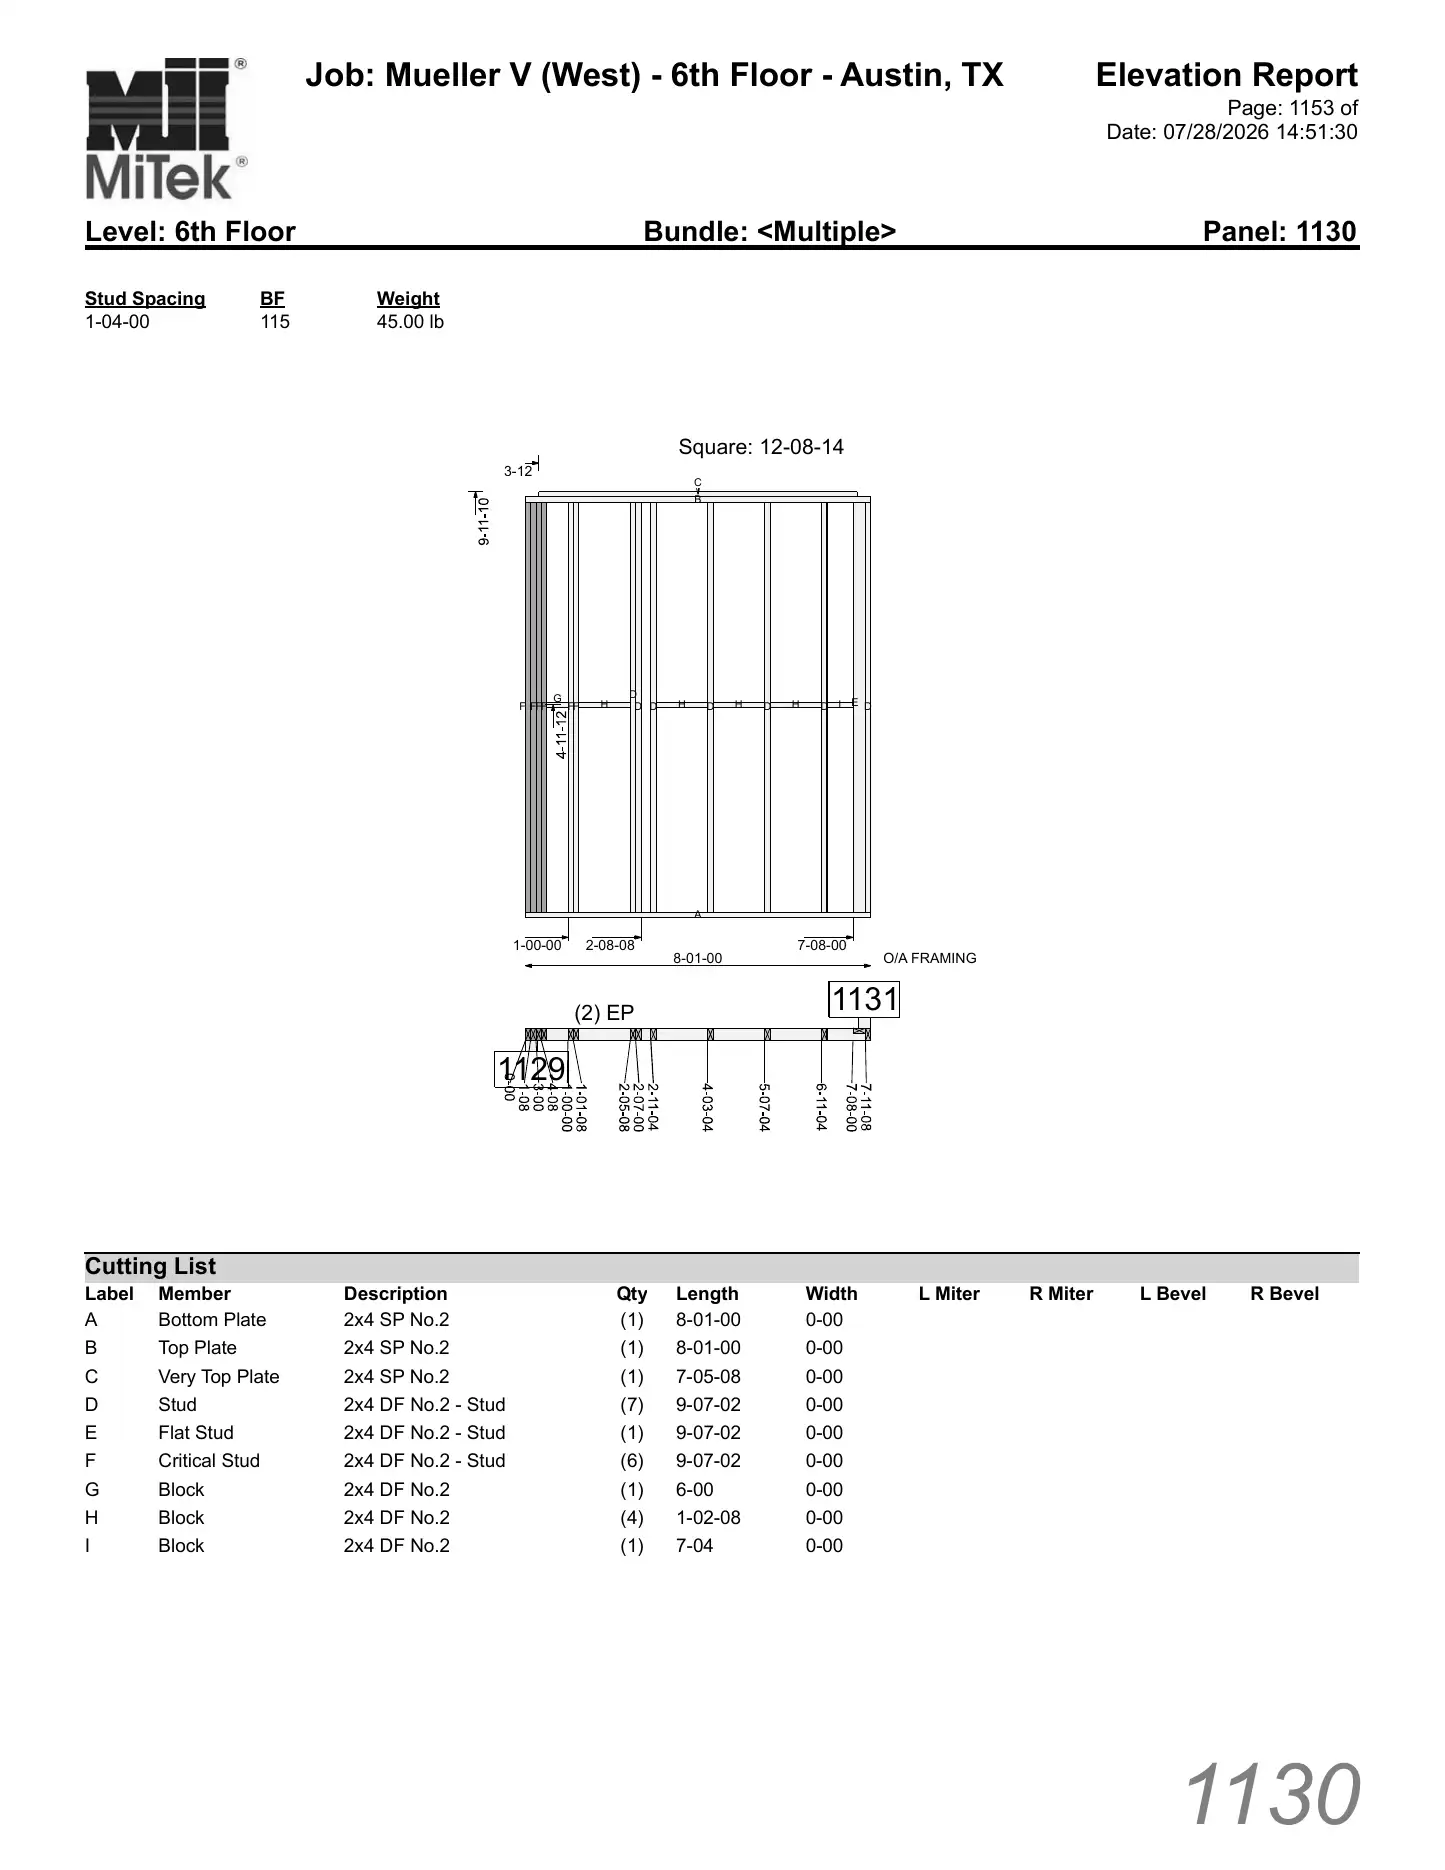 Job: Mueller V (West) - 6th Floor - Austin, TX
Elevation Report
Page: 1153 of
Date: 07/28/2026 14:51:30
MiTek®
Level: 6th Floor
Bundle: <Multiple>
Panel: 1130
Stud Spacing BF Weight
1-04-00 115 45.00 lb
Square: 12-08-14
3-12
C
B
9-11-10
G
D
F F F F F F H D D H D H D H D I E D
4-11-12
A
1-00-00 2-08-08 7-08-00
8-01-00 O/A FRAMING
1131
(2) EP
1129
0-00 1-08 3-00 4-08 1-00-00 1-01-08 2-05-08 2-07-00 2-11-04 4-03-04 5-07-04 6-11-04 7-08-00 7-11-08
Cutting List
Label Member Description Qty Length Width L Miter R Miter L Bevel R Bevel
A Bottom Plate 2x4 SP No.2 (1) 8-01-00 0-00
B Top Plate 2x4 SP No.2 (1) 8-01-00 0-00
C Very Top Plate 2x4 SP No.2 (1) 7-05-08 0-00
D Stud 2x4 DF No.2 - Stud (7) 9-07-02 0-00
E Flat Stud 2x4 DF No.2 - Stud (1) 9-07-02 0-00
F Critical Stud 2x4 DF No.2 - Stud (6) 9-07-02 0-00
G Block 2x4 DF No.2 (1) 6-00 0-00
H Block 2x4 DF No.2 (4) 1-02-08 0-00
I Block 2x4 DF No.2 (1) 7-04 0-00
1130